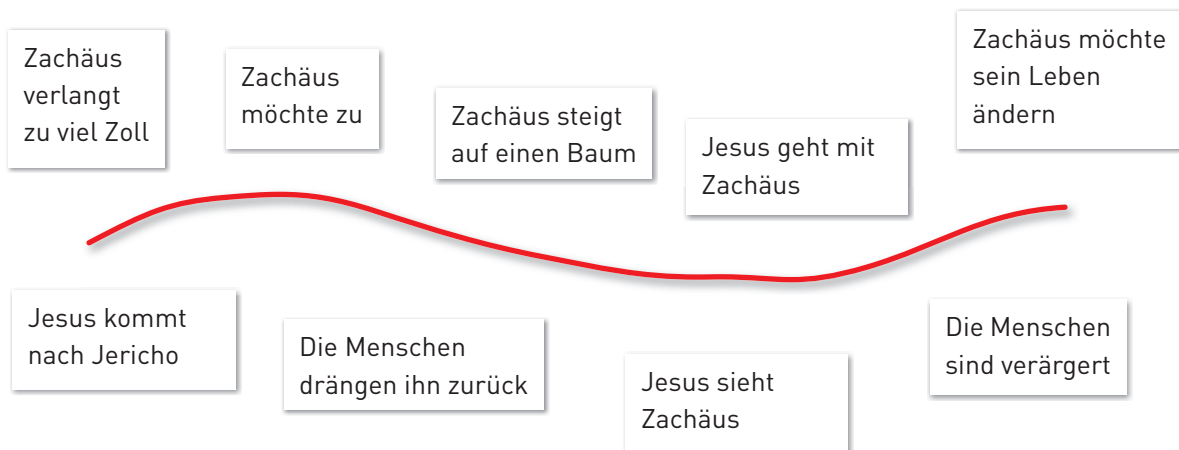 Zachäus
verlangt
zu viel Zoll
Zachäus
möchte zu
Zachäus steigt
auf einen Baum
Jesus geht mit
Zachäus
Zachäus möchte
sein Leben
ändern
Jesus kommt
nach Jericho
Die Menschen
drängen ihn zurück
Jesus sieht
Zachäus
Die Menschen
sind verärgert